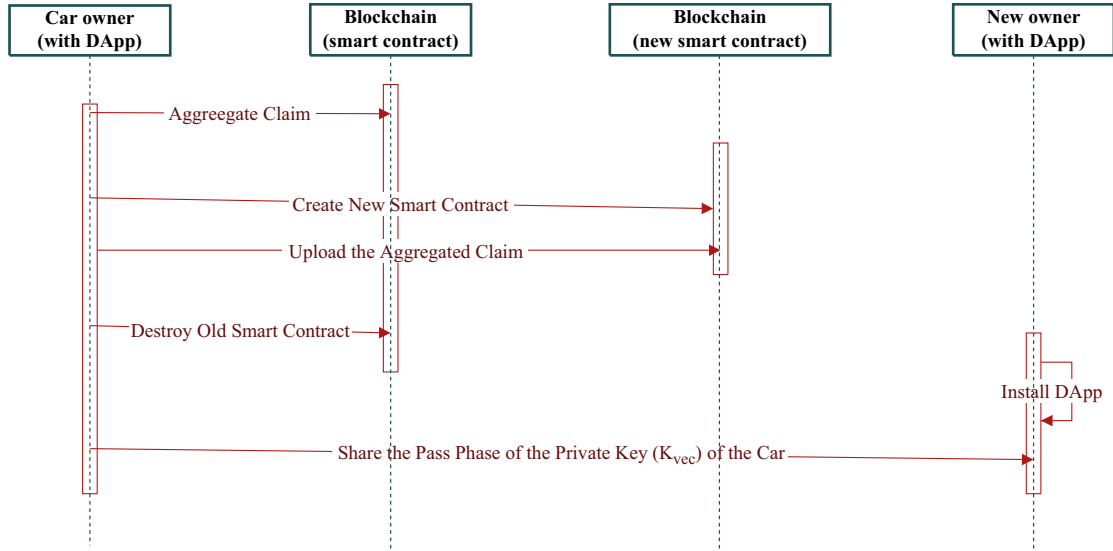 Car owner
(with DApp)
Blockchain
(smart contract)
Blockchain
(new smart contract)
New owner
(with DApp)
Aggreegate Claim
Create New Smart Contract
Upload the Aggregated Claim
Destroy Old Smart Contract
Install DApp
Share the Pass Phase of the Private Key (Kvec) of the Car